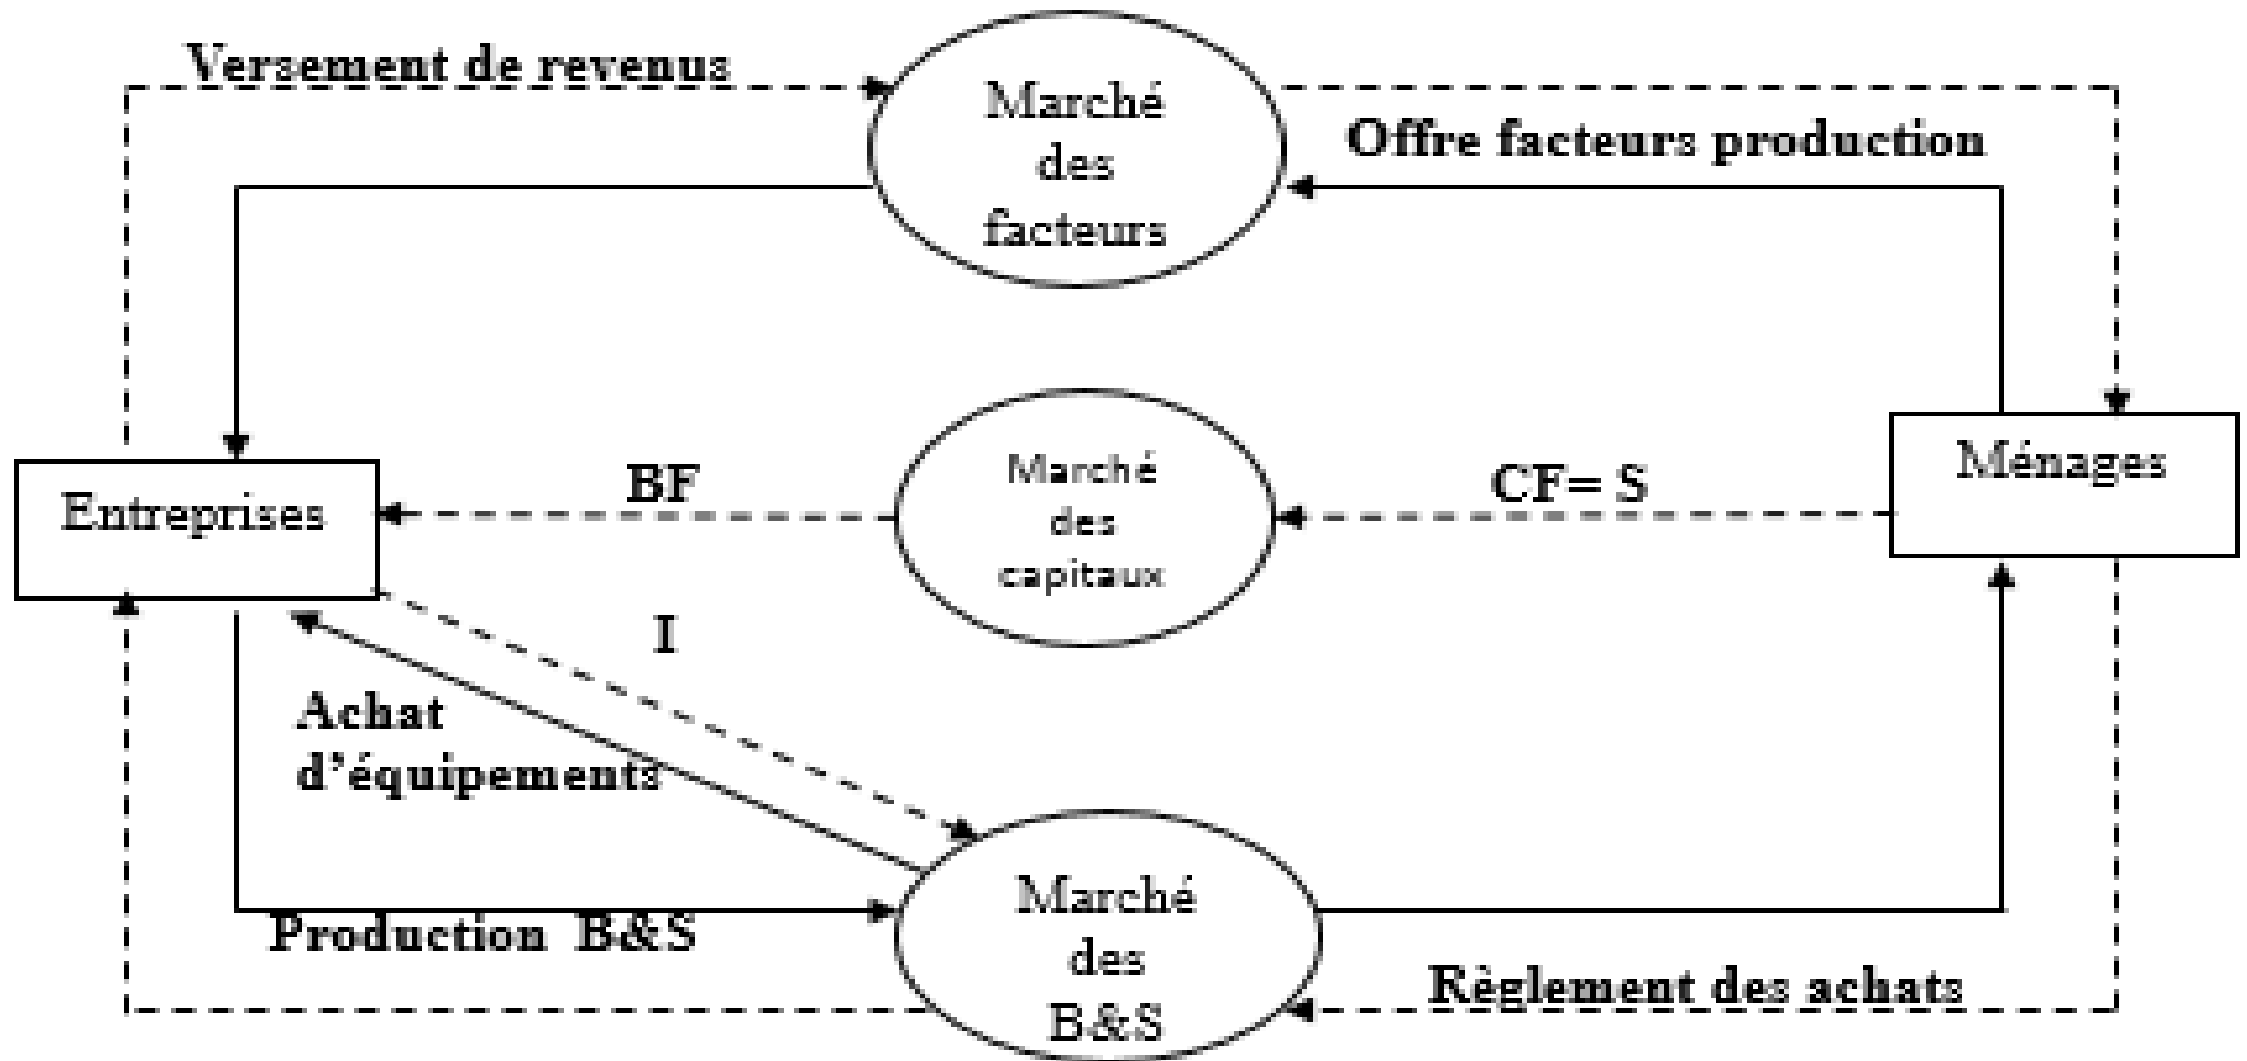 Versement de revenus
Marché
des
facteurs
Offre facteurs production
Entreprises
BF
Marché
des
capitaux
CF= S
Ménages
I
Achat
d’équipements
Production B&S
Marché
des
B&S
Règlement des achats